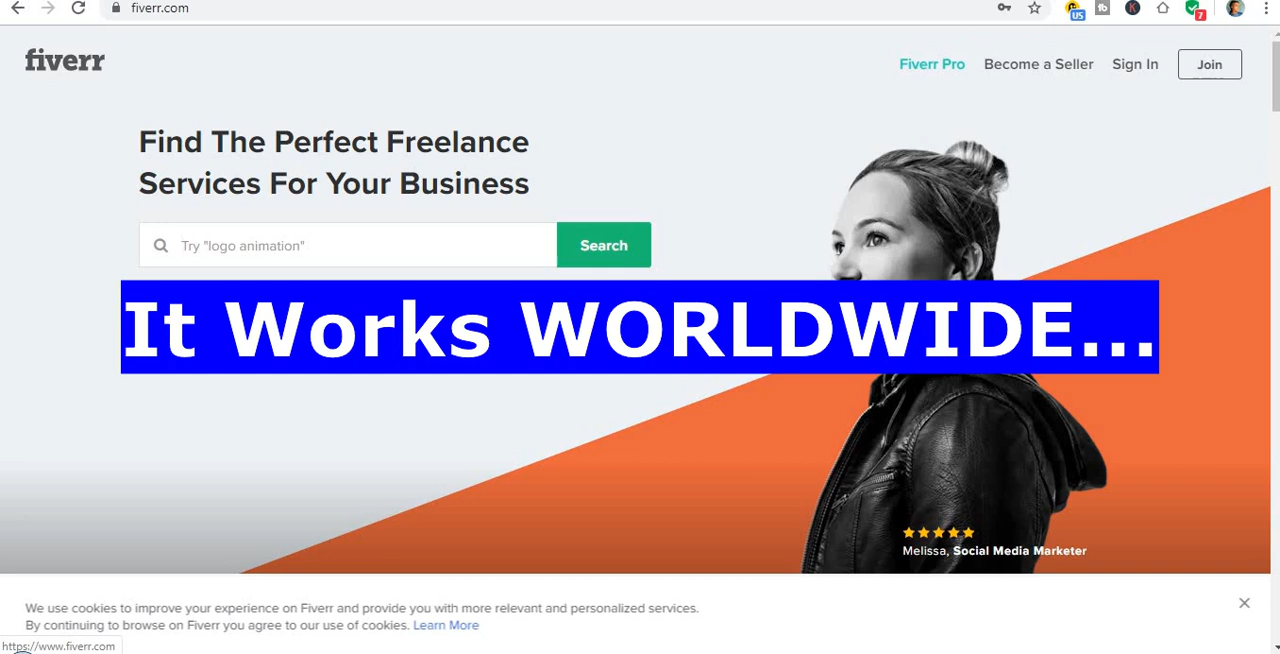 fiverr.com
US
7
fiverr
Fiverr Pro
Become a Seller
Sign In
Join
Find The Perfect Freelance
Services For Your Business
Try "logo animation"
Search
It Works WORLDWIDE...
Melissa, Social Media Marketer
We use cookies to improve your experience on Fiverr and provide you with more relevant and personalized services.
By continuing to browse on Fiverr you agree to our use of cookies. Learn More
https://www.fiverr.com